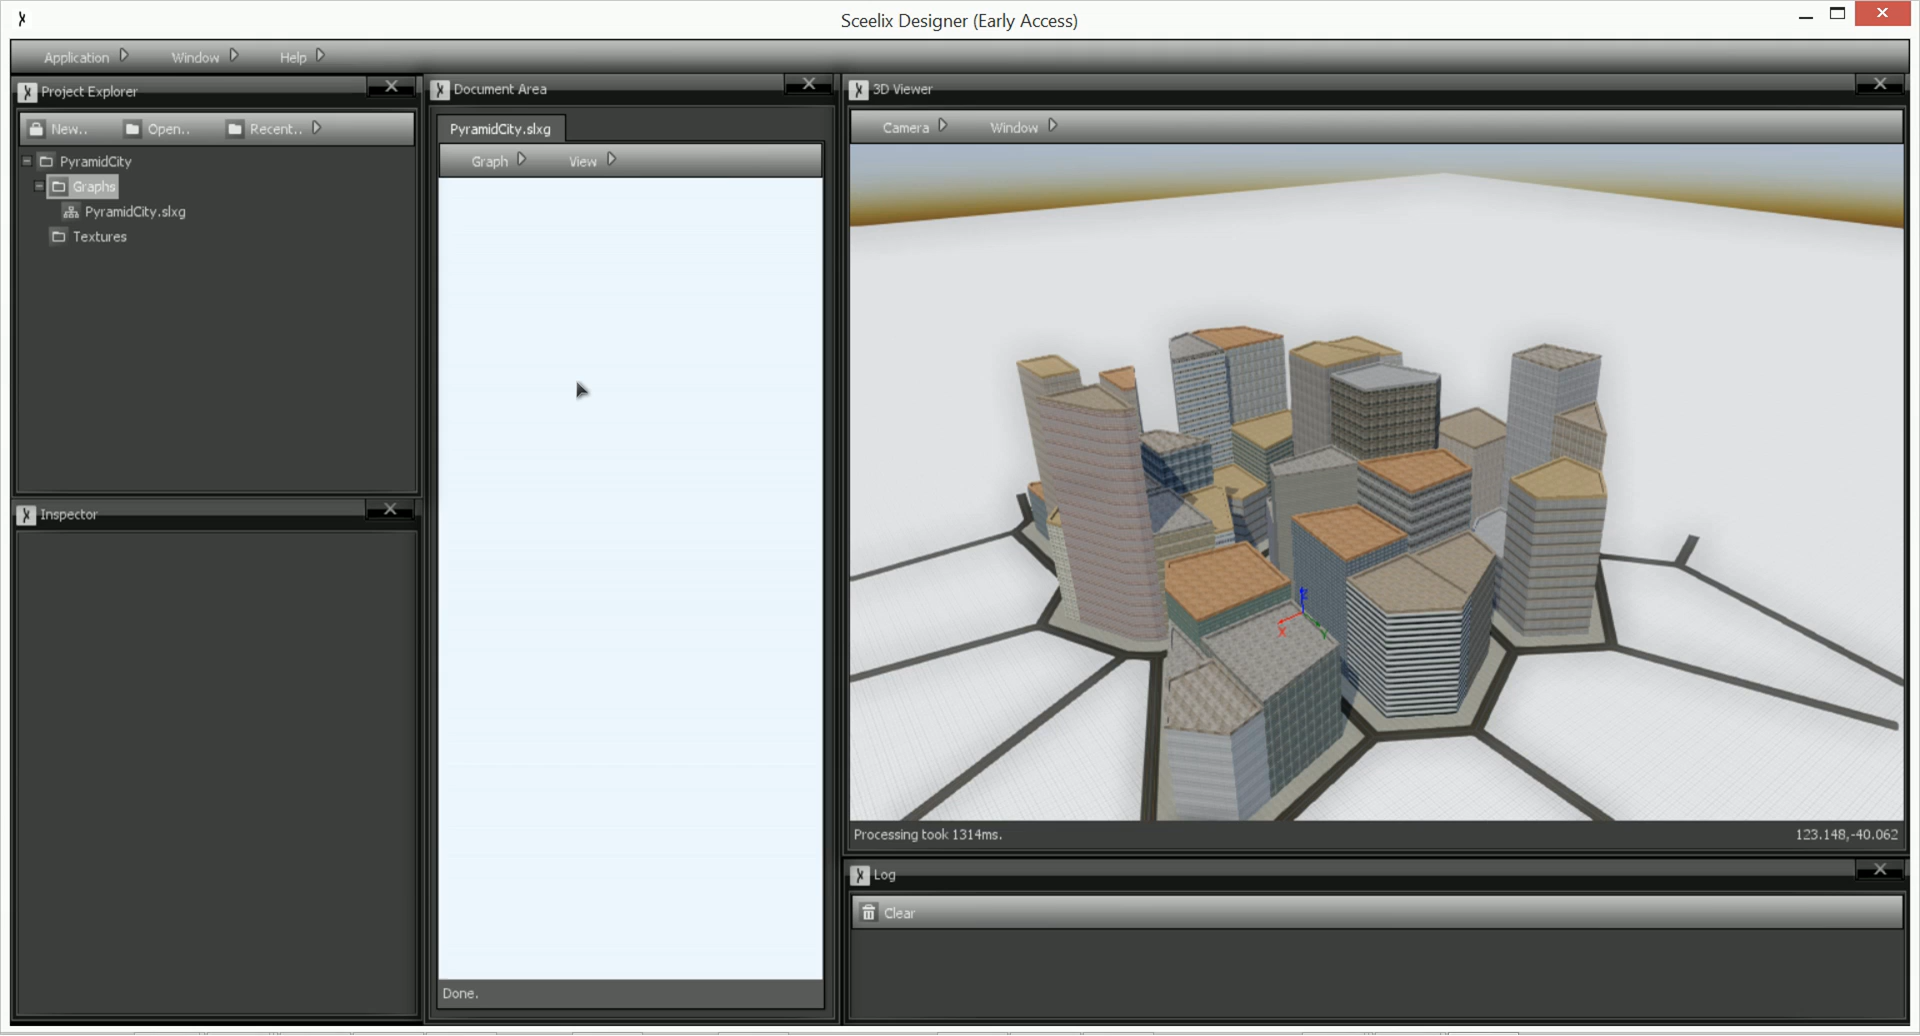 Sceelix Designer (Early Access)
Application Window Help
Project Explorer
New.. Open.. Recent..
PyramidCity
Graphs
PyramidCity.slxg
Textures
Inspector
Document Area
PyramidCity.slxg
Graph View
Done.
3D Viewer
Camera Window
Z
X
Y
Processing took 1314ms. 123.148,-40.062
Log
Clear